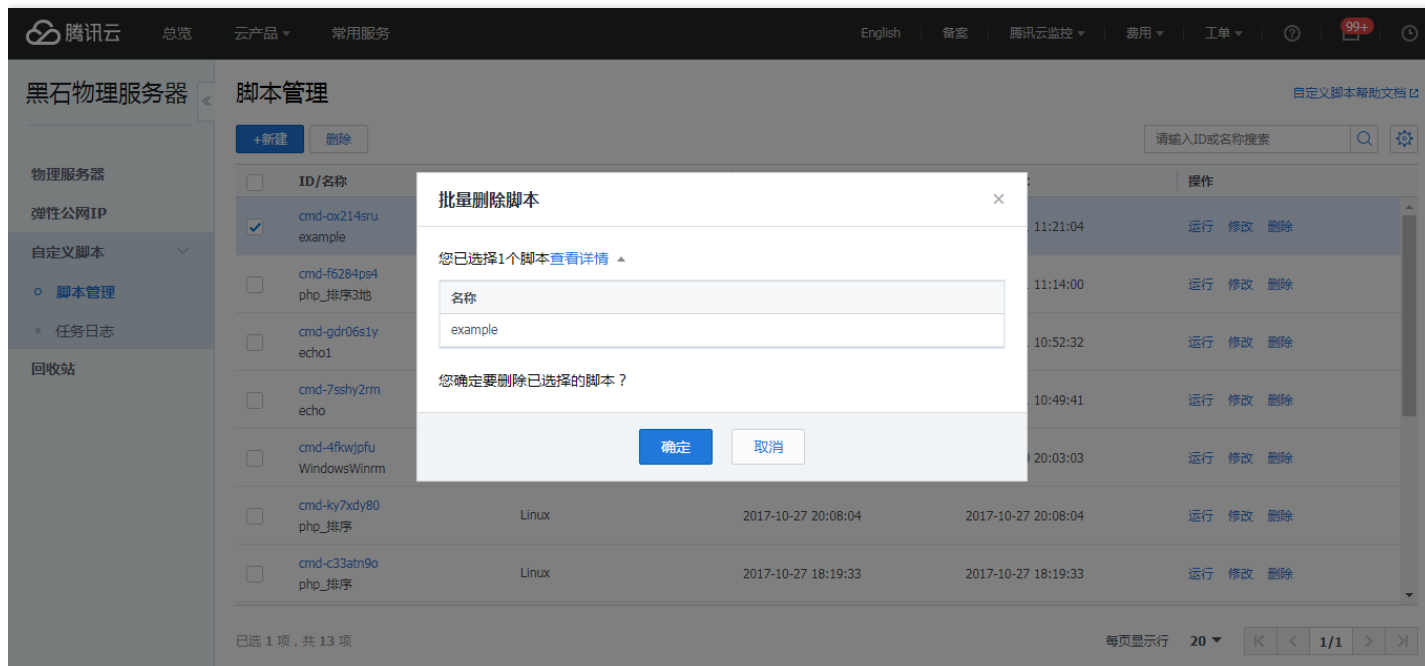 腾讯云 总览 云产品 常用服务 English 备案 腾讯云监控 费用 工单 99+
黑石物理服务器
脚本管理
自定义脚本帮助文档
+新建 删除
请输入ID或名称搜索
物理服务器
弹性公网IP
自定义脚本
脚本管理
任务日志
回收站
ID/名称 操作
cmd-ox214sru
example
11:21:04 运行 修改 删除
cmd-f6284ps4
php_排序3地
11:14:00 运行 修改 删除
cmd-gdr06s1y
echo1
10:52:32 运行 修改 删除
cmd-7sshy2rm
echo
10:49:41 运行 修改 删除
cmd-4fkwjpfu
WindowsWinrm
20:03:03 运行 修改 删除
cmd-ky7xdy80
php_排序
Linux 2017-10-27 20:08:04 2017-10-27 20:08:04 运行 修改 删除
cmd-c33atn9o
php_排序
Linux 2017-10-27 18:19:33 2017-10-27 18:19:33 运行 修改 删除
批量删除脚本
您已选择1个脚本查看详情
名称
example
您确定要删除已选择的脚本？
确定 取消
已选 1 项，共 13 项 每页显示行 20 1/1